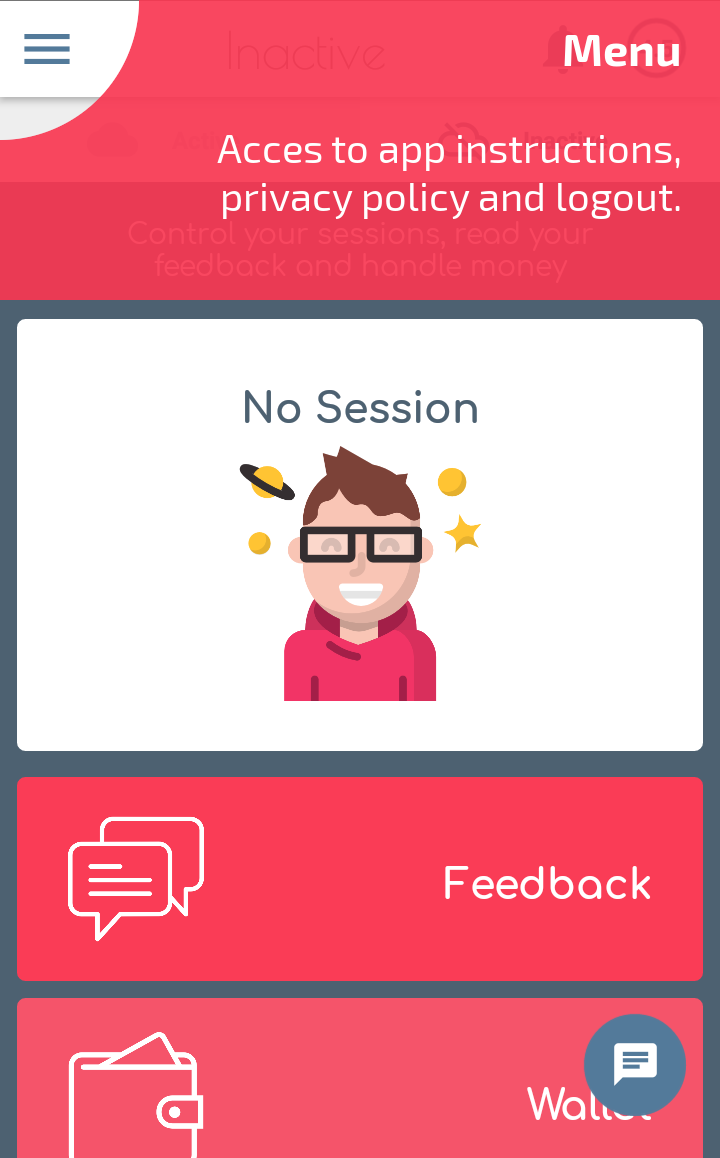 Inactive
Menu
Inactive
Acces to app instructions,
privacy policy and logout.
Control your sessions, read your
feedback and handle money
No Session
Feedback
Wallet